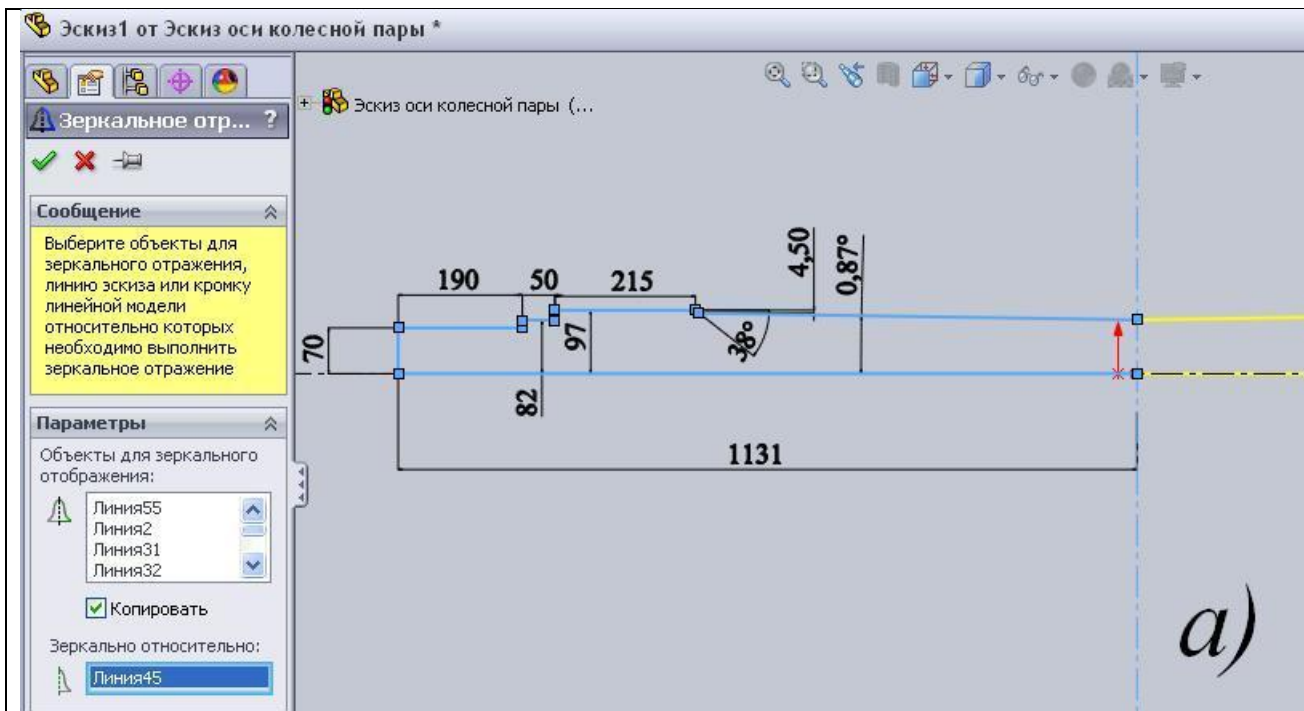 Эскиз1 от Эскиз оси колесной пары *
Эскиз оси колесной пары (...
Зеркальное отр... ?
Сообщение
Выберите объекты для
зеркального отражения,
линию эскиза или кромку
линейной модели
относительно которых
необходимо выполнить
зеркальное отражение
Параметры
Объекты для зеркального
отображения:
Линия55
Линия2
Линия31
Линия32
Копировать
Зеркально относительно:
Линия45
190
50
215
4,50
0,87°
70
97
38°
82
1131
а)